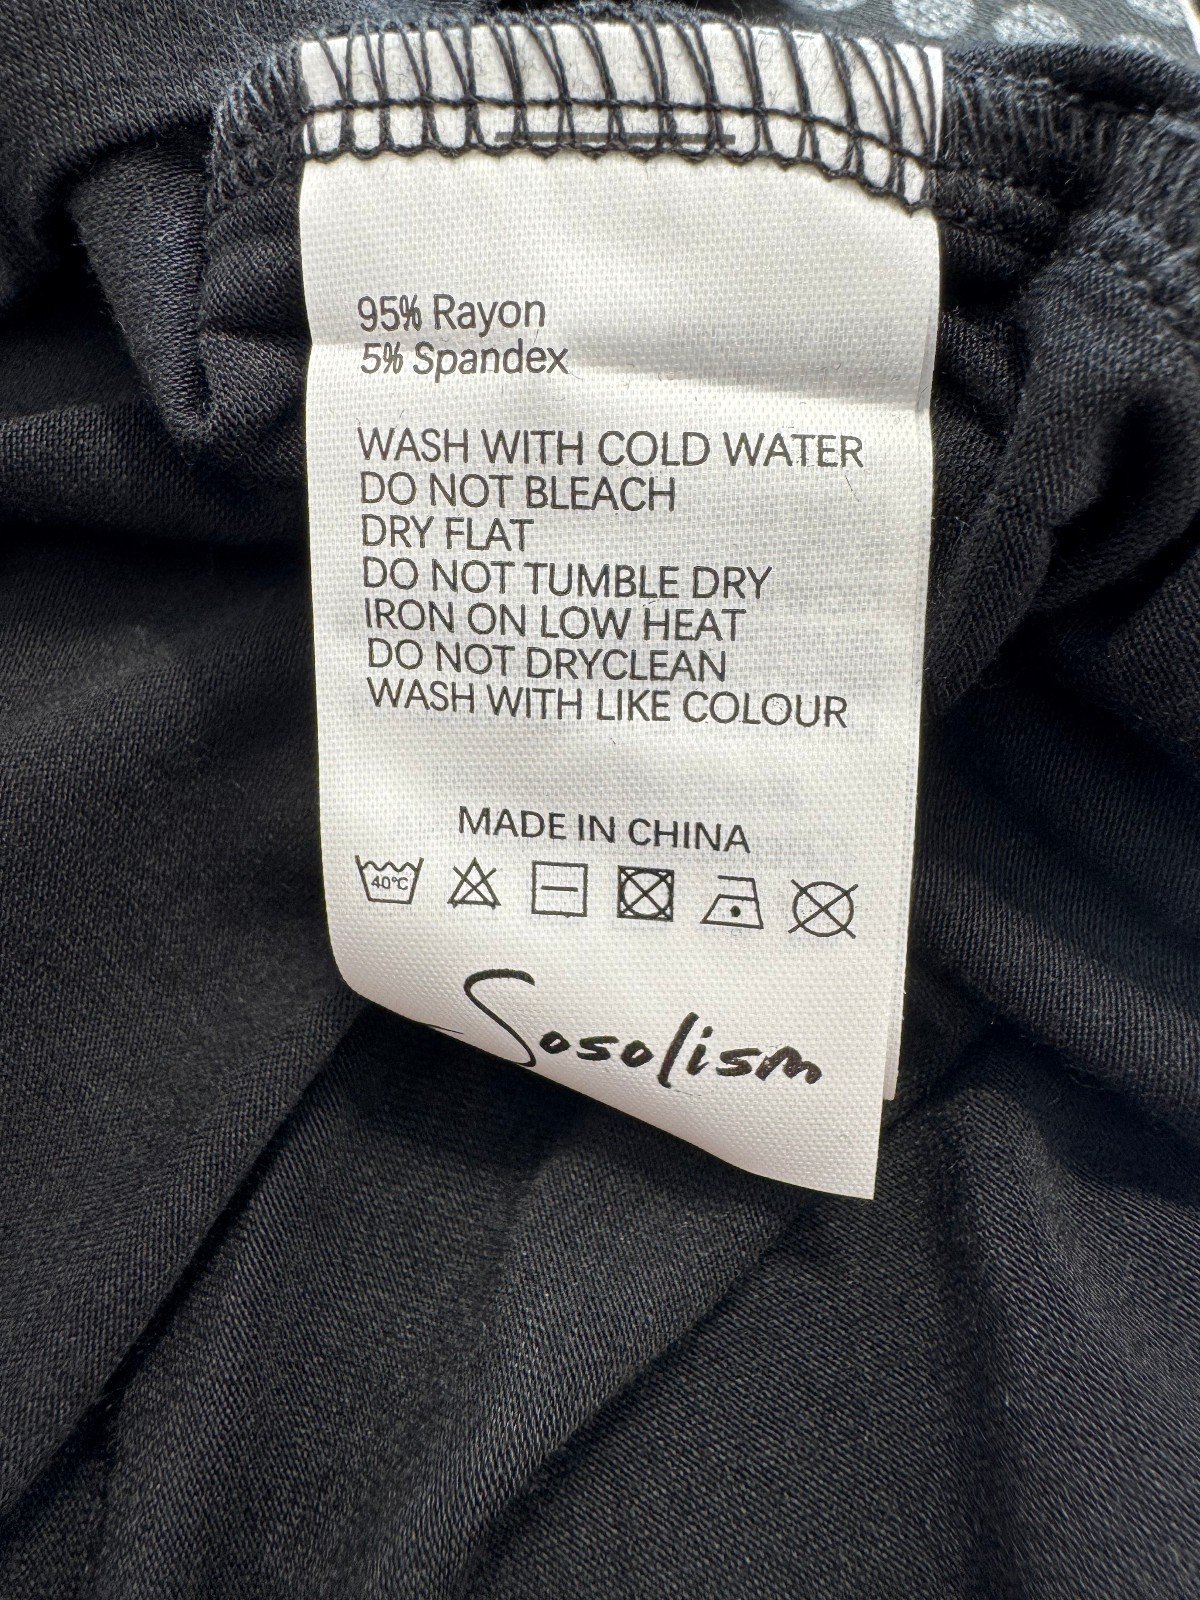 95% Rayon
5% Spandex
WASH WITH COLD WATER
DO NOT BLEACH
DRY FLAT
DO NOT TUMBLE DRY
IRON ON LOW HEAT
DO NOT DRYCLEAN
WASH WITH LIKE COLOUR
MADE IN CHINA
40°C
Sosolism